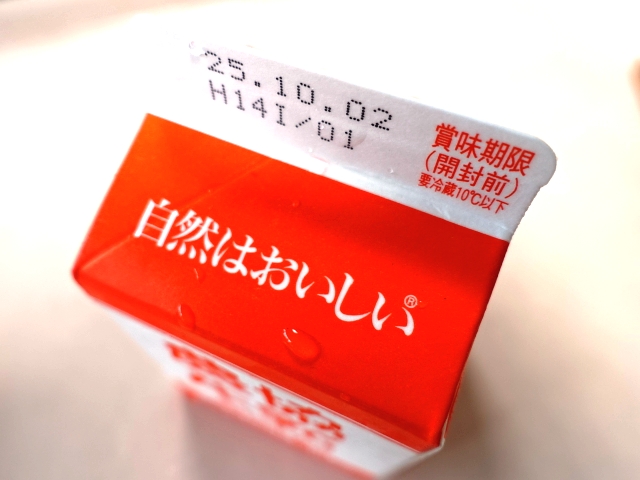 25.10.02
H14I/01
賞味期限
(開封前)
要冷蔵10℃以下
自然はおいしい®